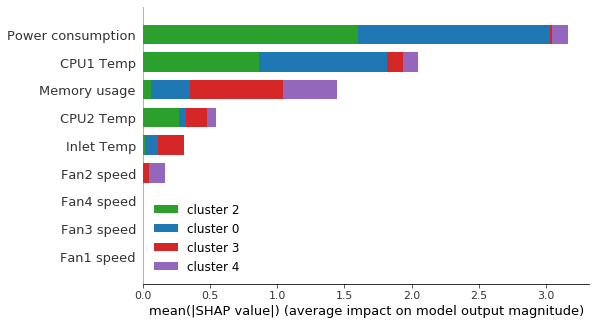 Power consumption
CPU1 Temp
Memory usage
CPU2 Temp
Inlet Temp
Fan2 speed
Fan4 speed
Fan3 speed
Fan1 speed
cluster 2
cluster 0
cluster 3
cluster 4
0.0 0.5 1.0 1.5 2.0 2.5 3.0
mean(|SHAP value|) (average impact on model output magnitude)